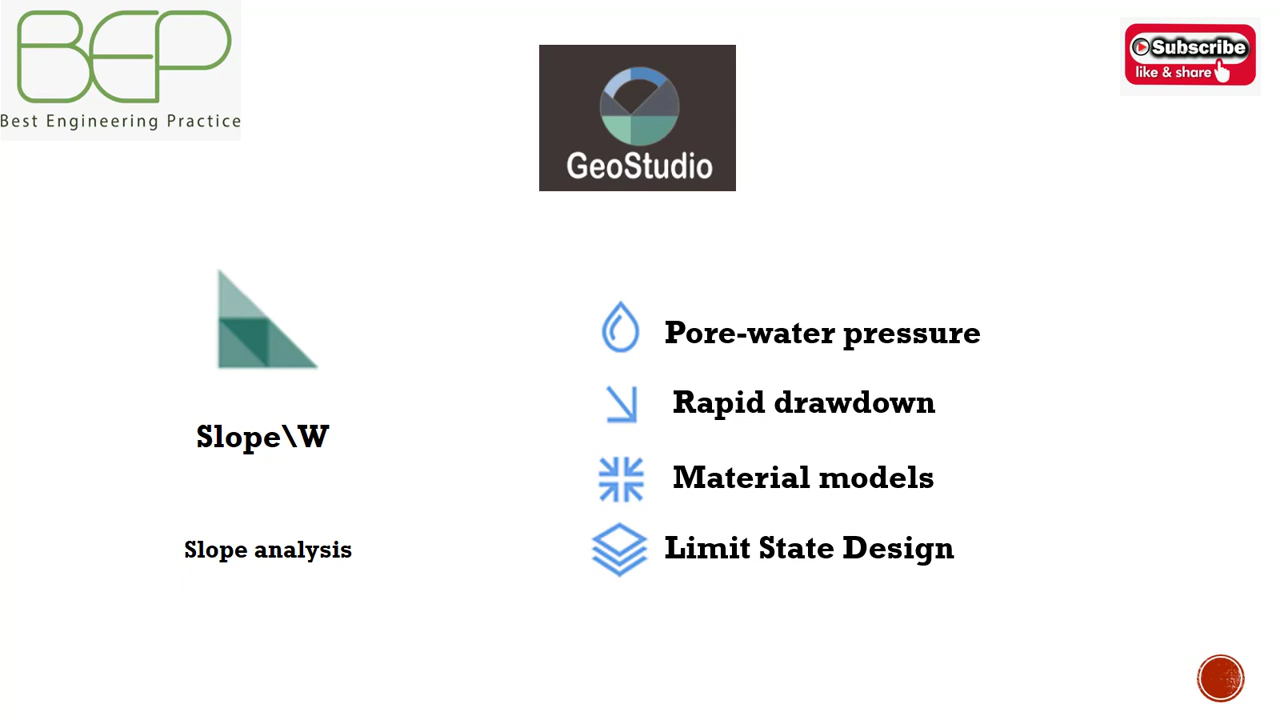 BEP
Best Engineering Practice
Subscribe
like & share
GeoStudio
Slope\W
Slope analysis
Pore-water pressure
Rapid drawdown
Material models
Limit State Design